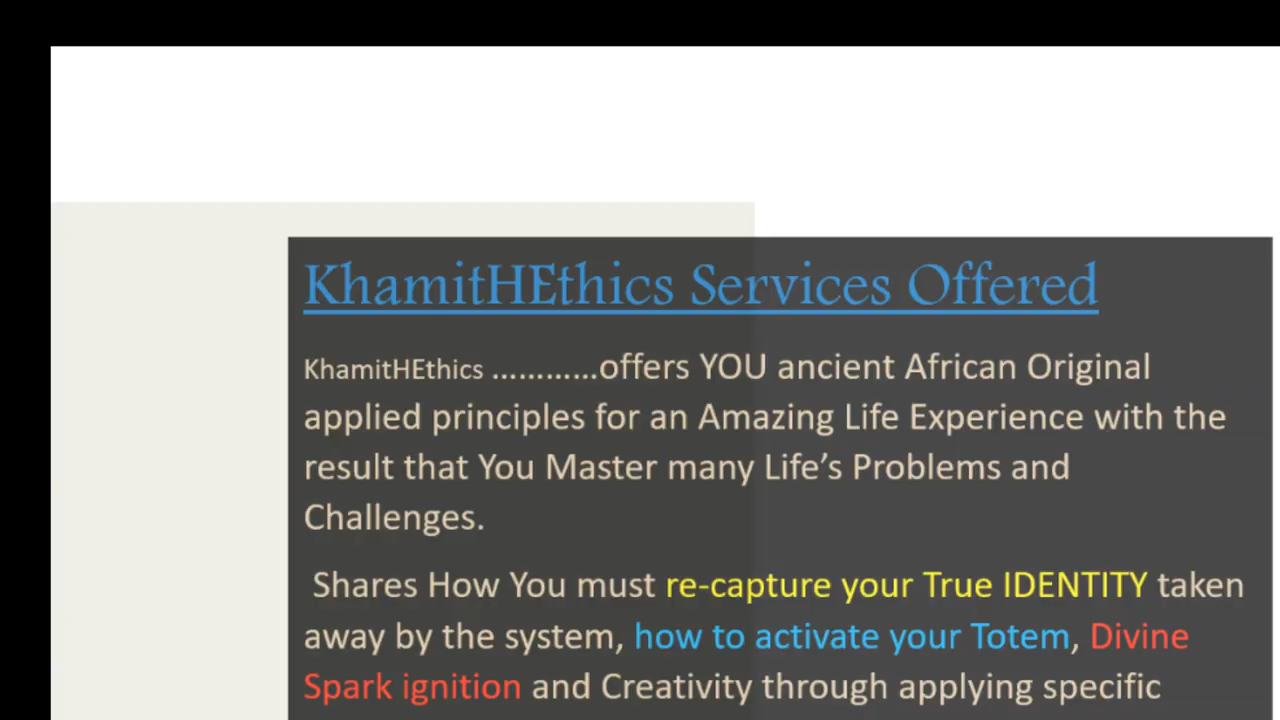 KhamitHEthics Services Offered
KhamitHEthics …………offers YOU ancient African Original
applied principles for an Amazing Life Experience with the
result that You Master many Life’s Problems and
Challenges.
Shares How You must re-capture your True IDENTITY taken
away by the system, how to activate your Totem, Divine
Spark ignition and Creativity through applying specific